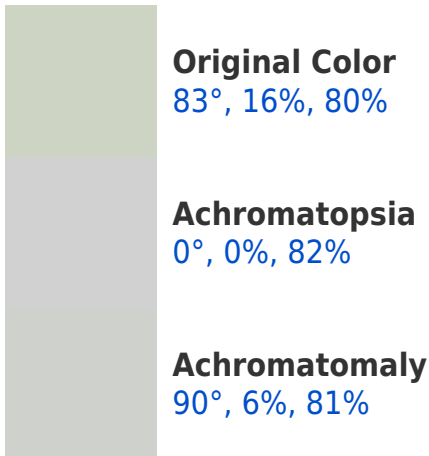 Original Color
83°, 16%, 80%
Achromatopsia
0°, 0%, 82%
Achromatomaly
90°, 6%, 81%